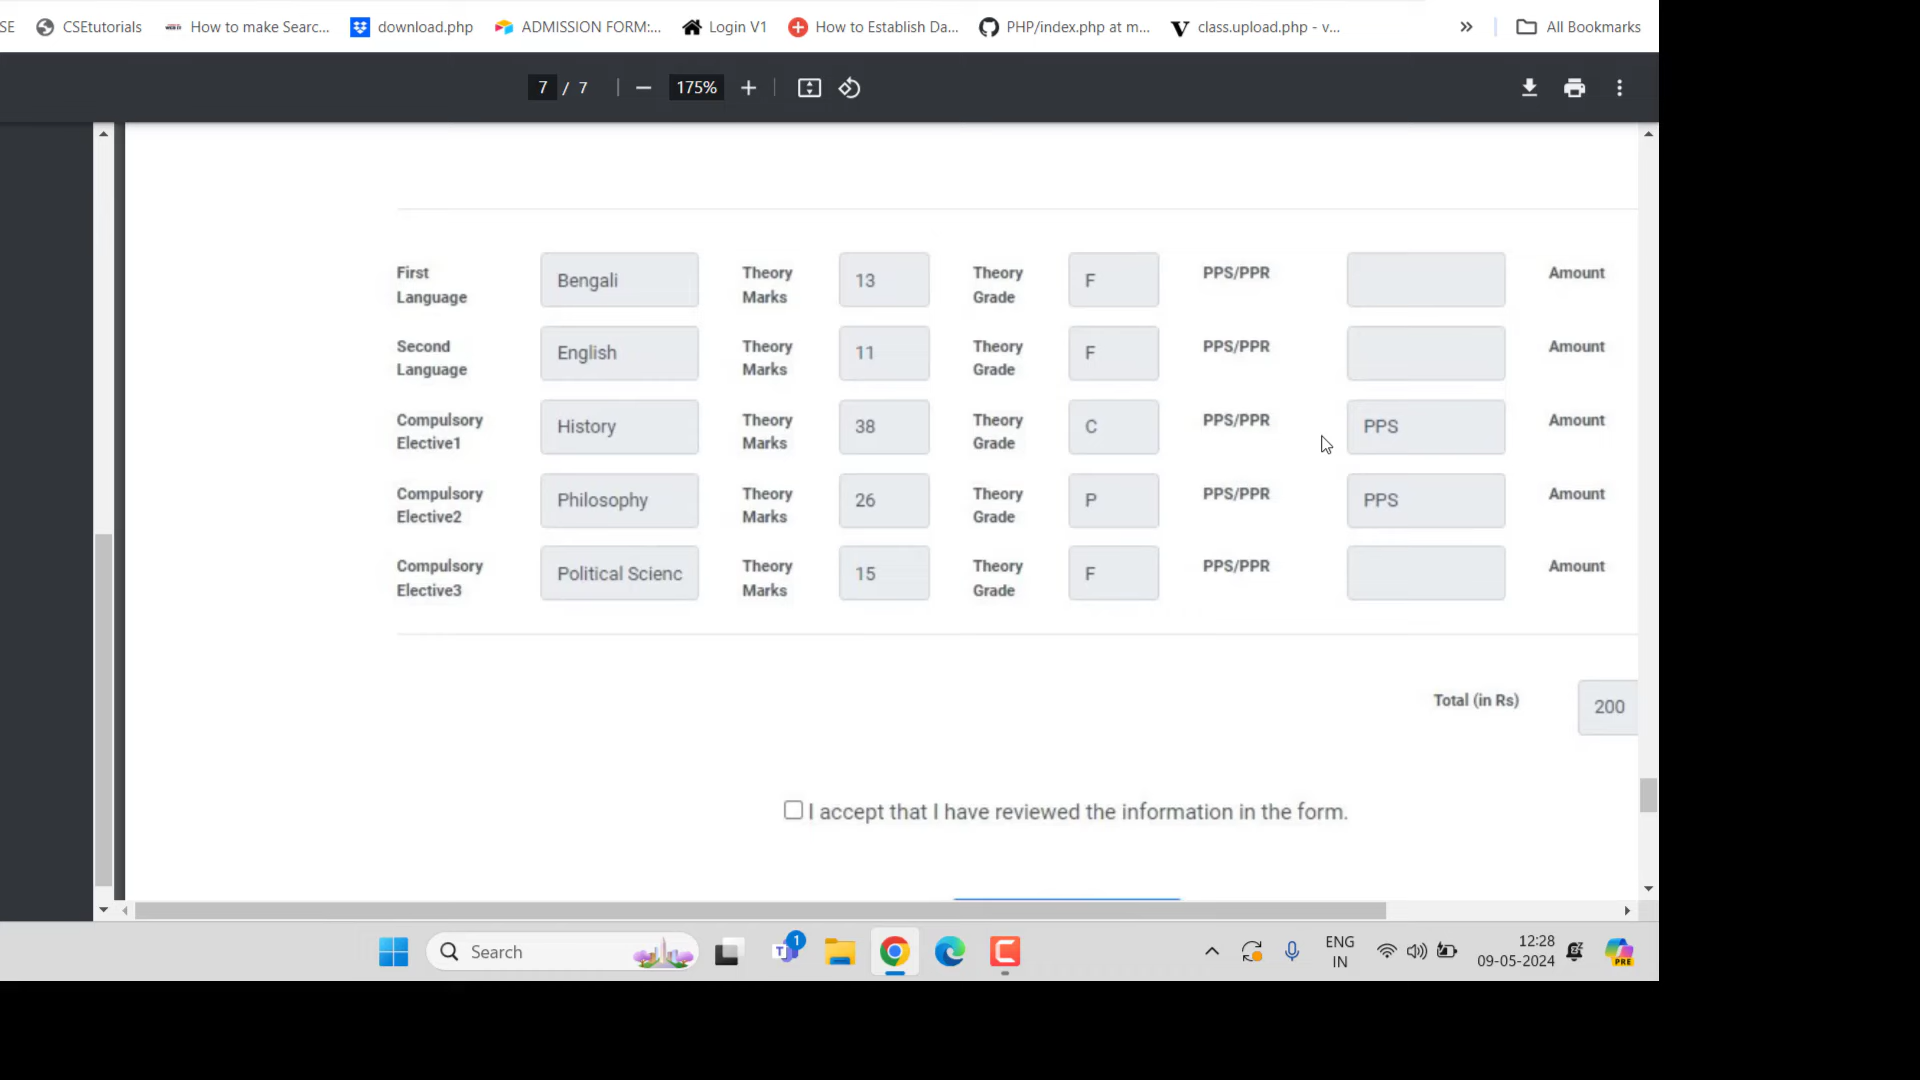 SE CSEtutorials How to make Searc... download.php ADMISSION FORM:... Login V1 How to Establish Da... PHP/index.php at m... class.upload.php - v... » All Bookmarks
7 / 7 175%
First Language Bengali Theory Marks 13 Theory Grade F PPS/PPR Amount
Second Language English Theory Marks 11 Theory Grade F PPS/PPR Amount
Compulsory Elective1 History Theory Marks 38 Theory Grade C PPS/PPR PPS Amount
Compulsory Elective2 Philosophy Theory Marks 26 Theory Grade P PPS/PPR PPS Amount
Compulsory Elective3 Political Scienc Theory Marks 15 Theory Grade F PPS/PPR Amount
Total (in Rs) 200
I accept that I have reviewed the information in the form.
Search 1 ENG IN 12:28 09-05-2024 PRE